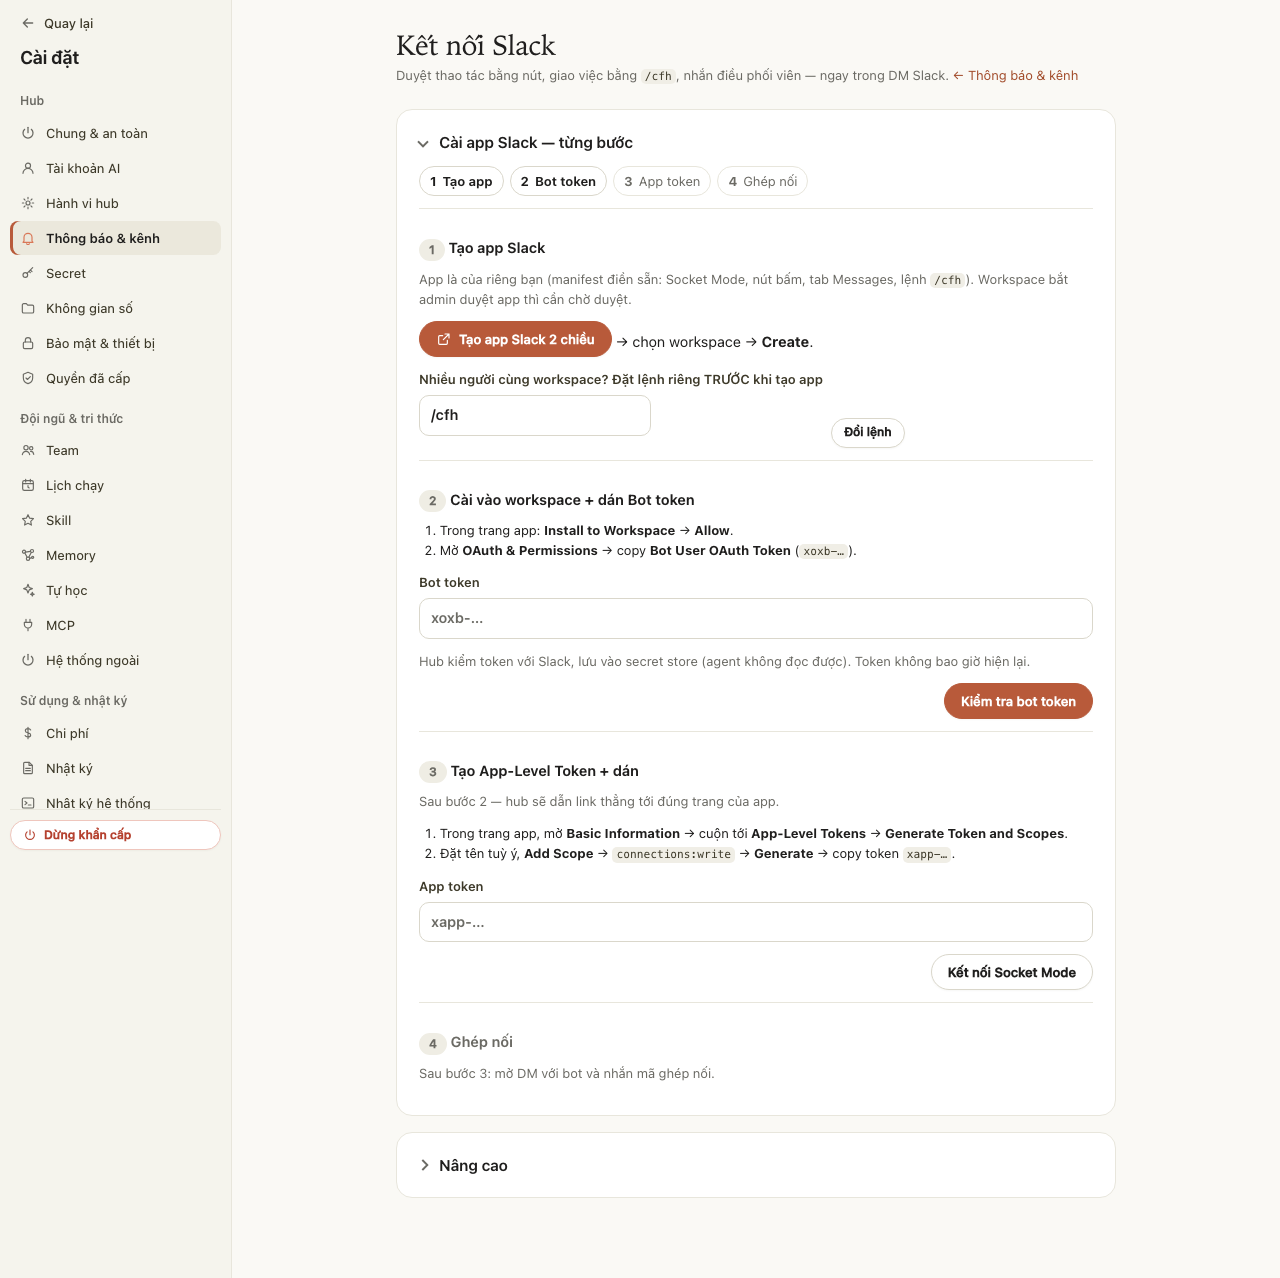 Quay lại
Cài đặt
Hub
Chung & an toàn
Tài khoản AI
Hành vi hub
Thông báo & kênh
Secret
Không gian số
Bảo mật & thiết bị
Quyền đã cấp
Đội ngũ & tri thức
Team
Lịch chạy
Skill
Memory
Tự học
MCP
Hệ thống ngoài
Sử dụng & nhật ký
Chi phí
Nhật ký
Nhật ký hệ thống
Dừng khẩn cấp
Kết nối Slack
Duyệt thao tác bằng nút, giao việc bằng /cfh, nhắn điều phối viên — ngay trong DM Slack. ← Thông báo & kênh
Cài app Slack — từng bước
1 Tạo app 2 Bot token 3 App token 4 Ghép nối
1 Tạo app Slack
App là của riêng bạn (manifest điền sẵn: Socket Mode, nút bấm, tab Messages, lệnh /cfh). Workspace bắt
admin duyệt app thì cần chờ duyệt.
Tạo app Slack 2 chiều → chọn workspace → Create.
Nhiều người cùng workspace? Đặt lệnh riêng TRƯỚC khi tạo app
/cfh
Đổi lệnh
2 Cài vào workspace + dán Bot token
1. Trong trang app: Install to Workspace → Allow.
2. Mở OAuth & Permissions → copy Bot User OAuth Token (xoxb-…).
Bot token
xoxb-...
Hub kiểm token với Slack, lưu vào secret store (agent không đọc được). Token không bao giờ hiện lại.
Kiểm tra bot token
3 Tạo App-Level Token + dán
Sau bước 2 — hub sẽ dẫn link thẳng tới đúng trang của app.
1. Trong trang app, mở Basic Information → cuộn tới App-Level Tokens → Generate Token and Scopes.
2. Đặt tên tuỳ ý, Add Scope → connections:write → Generate → copy token xapp-….
App token
xapp-...
Kết nối Socket Mode
4 Ghép nối
Sau bước 3: mở DM với bot và nhắn mã ghép nối.
Nâng cao